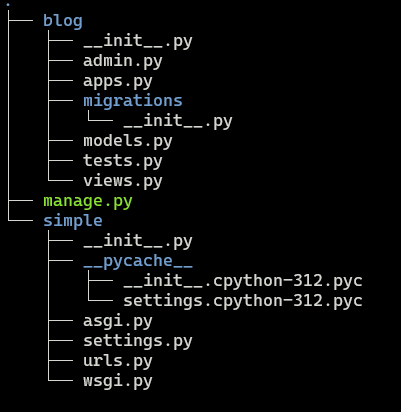 .
├── blog
│   ├── __init__.py
│   ├── admin.py
│   ├── apps.py
│   ├── migrations
│   │   └── __init__.py
│   ├── models.py
│   ├── tests.py
│   └── views.py
├── manage.py
└── simple
    ├── __init__.py
    ├── __pycache__
    │   ├── __init__.cpython-312.pyc
    │   └── settings.cpython-312.pyc
    ├── asgi.py
    ├── settings.py
    ├── urls.py
    └── wsgi.py